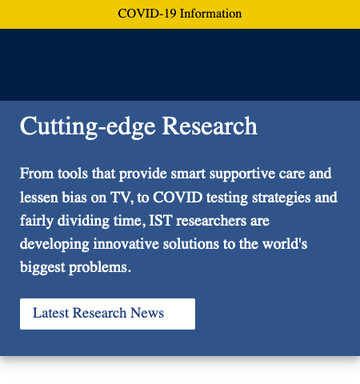 COVID-19 Information
Cutting-edge Research
From tools that provide smart supportive care and
lessen bias on TV, to COVID testing strategies and
fairly dividing time, IST researchers are
developing innovative solutions to the world's
biggest problems.
Latest Research News